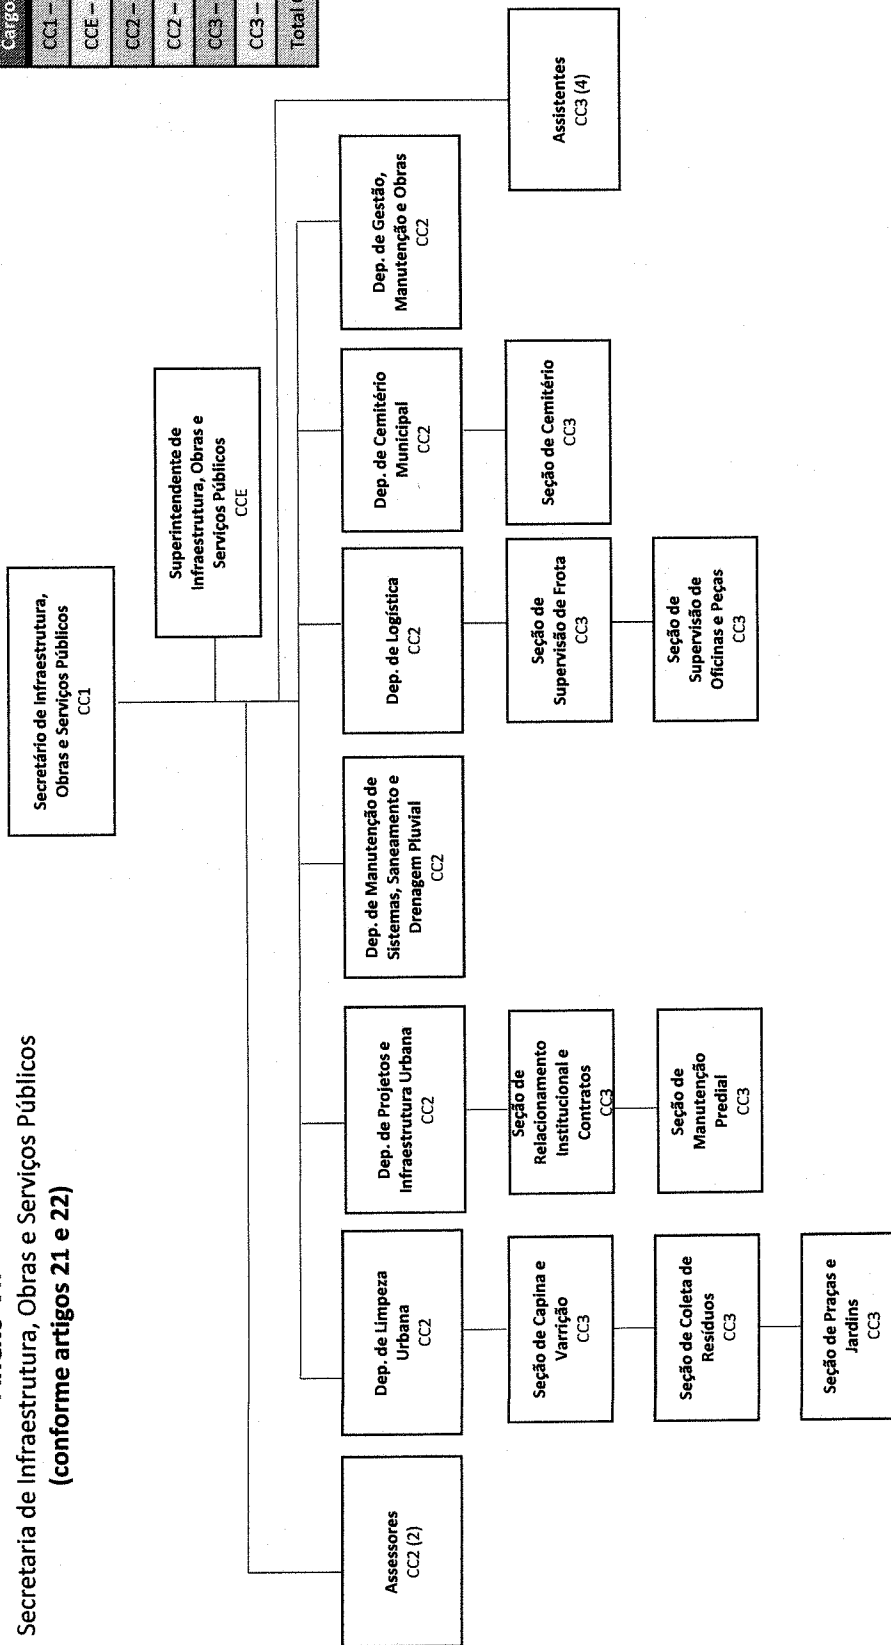 Secretaria de Infraestrutura, Obras e Serviços Públicos
(conforme artigos 21 e 22)
CC1 –
CCE –
CC2 –
CC2 –
CC3 –
CC3 –
Total
Secretário de Infraestrutura,
Obras e Serviços Públicos
CC1
Superintendente de
Infraestrutura, Obras e
Serviços Públicos
CCE
Assessores
CC2 (2)
Dep. de Limpeza
Urbana
CC2
Dep. de Projetos e
Infraestrutura Urbana
CC2
Dep. de Manutenção de
Sistemas, Saneamento e
Drenagem Pluvial
CC2
Dep. de Logística
CC2
Dep. de Cemitério
Municipal
CC2
Dep. de Gestão,
Manutenção e Obras
CC2
Seção de Capina e
Varrição
CC3
Seção de
Relacionamento
Institucional e
Contratos
CC3
Seção de
Supervisão de Frota
CC3
Seção de Cemitério
CC3
Assistentes
CC3 (4)
Seção de Coleta de
Resíduos
CC3
Seção de
Manutenção
Predial
CC3
Seção de
Supervisão de
Oficinas e Peças
CC3
Seção de Praças e
Jardins
CC3